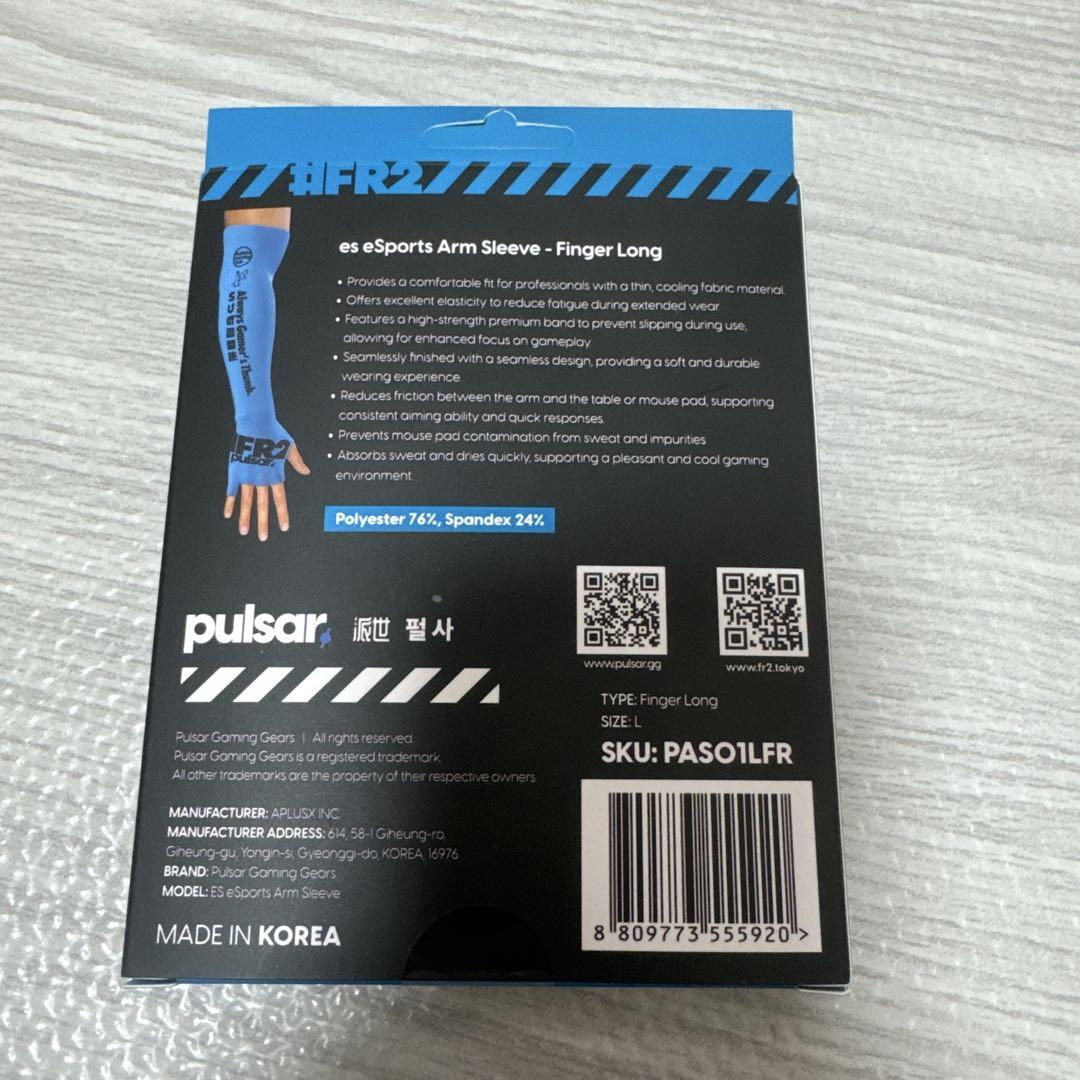 #FR2
es eSports Arm Sleeve - Finger Long
• Provides a comfortable fit for professionals with a thin, cooling fabric material.
• Offers excellent elasticity to reduce fatigue during extended wear
• Features a high-strength premium band to prevent slipping during use,
allowing for enhanced focus on gameplay
• Seamlessly finished with a seamless design, providing a soft and durable
wearing experience
• Reduces friction between the arm and the table or mouse pad, supporting
consistent aiming ability and quick responses.
• Prevents mouse pad contamination from sweat and impurities
• Absorbs sweat and dries quickly, supporting a pleasant and cool gaming
environment.
Polyester 76%, Spandex 24%
Always Gamer's Thumb.
#FR2
pulsar
pulsar 派世 펄사
www.pulsar.gg
www.fr2.tokyo
TYPE: Finger Long
SIZE: L
SKU: PASO1LFR
Pulsar Gaming Gears | All rights reserved.
Pulsar Gaming Gears is a registered trademark.
All other trademarks are the property of their respective owners.
MANUFACTURER: APLUSX INC.
MANUFACTURER ADDRESS: 614, 58-1 Giheung-ro,
Giheung-gu, Yongin-si, Gyeonggi-do, KOREA, 16976
BRAND: Pulsar Gaming Gears
MODEL: ES eSports Arm Sleeve
MADE IN KOREA
8 809773 555920 >